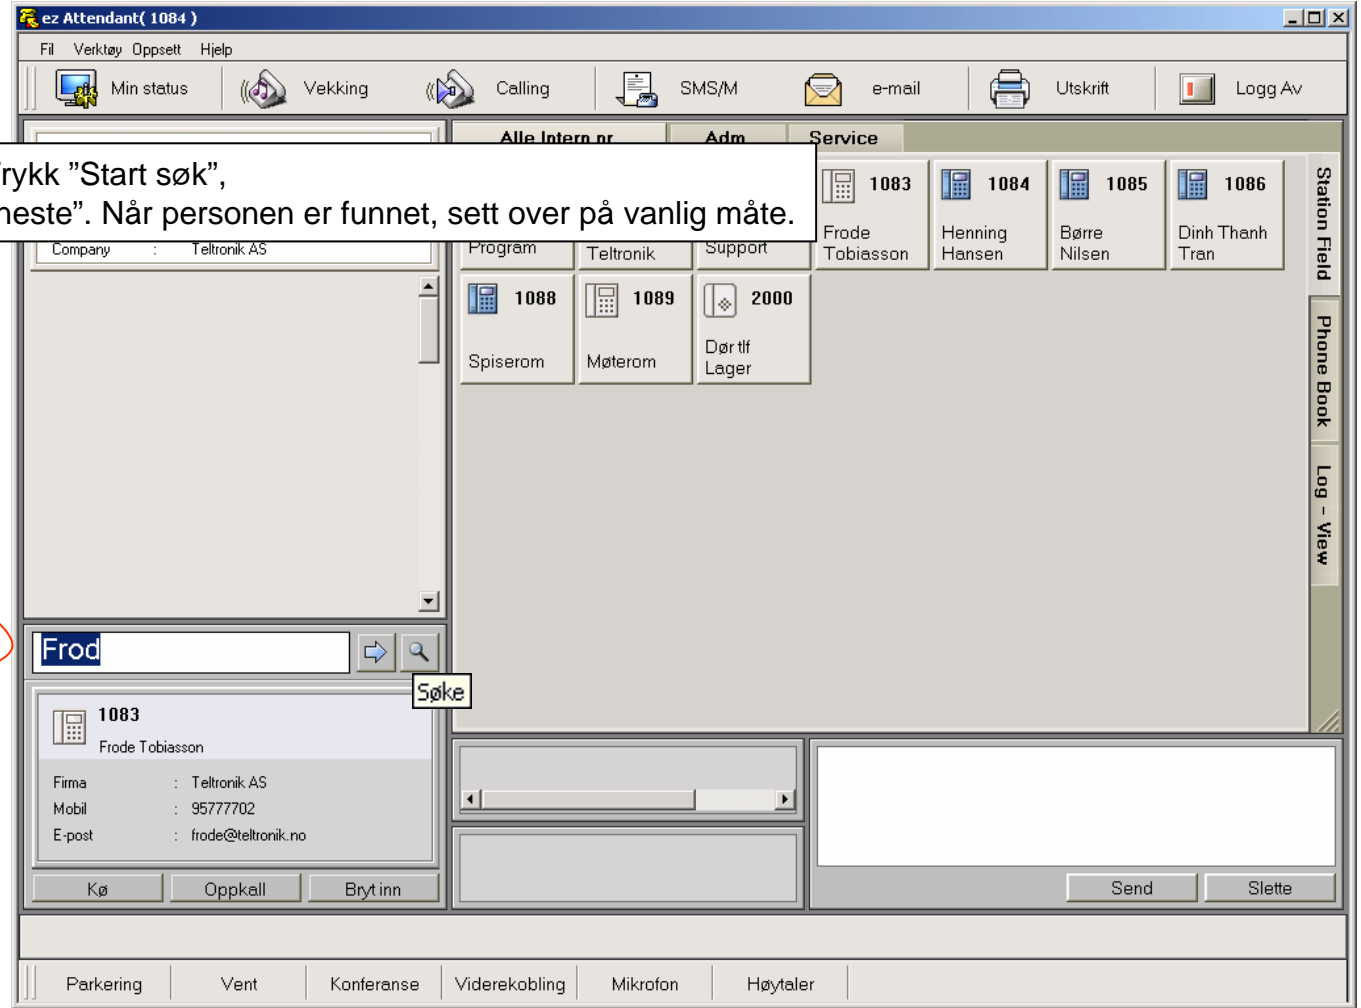 ez Attendant( 1084 )
Fil Verktøy Oppsett Hjelp
Min status Vekking Calling SMS/M e-mail Utskrift Logg Av
Alle Intern nr Adm Service
rykk ”Start søk”,
neste”. Når personen er funnet, sett over på vanlig måte.
Company : Teltronik AS
Program
Teltronik
Support
1083
Frode
Tobiasson
1084
Henning
Hansen
1085
Børre
Nilsen
1086
Dinh Thanh
Tran
1088
Spiserom
1089
Møterom
2000
Dør tlf
Lager
Station Field
Phone Book
Log - View
Frod
Søke
1083
Frode Tobiasson
Firma : Teltronik AS
Mobil : 95777702
E-post : frode@teltronik.no
Kø Oppkall Bryt inn
Send Slette
Parkering Vent Konferanse Viderekobling Mikrofon Høytaler